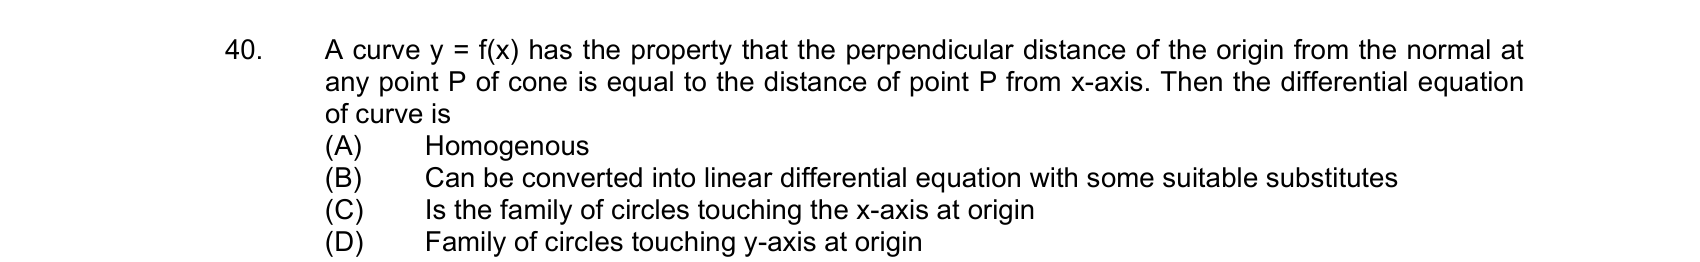 40. A curve y = f(x) has the property that the perpendicular distance of the origin from the normal at
any point P of cone is equal to the distance of point P from x-axis. Then the differential equation
of curve is
(A) Homogenous
(B) Can be converted into linear differential equation with some suitable substitutes
(C) Is the family of circles touching the x-axis at origin
(D) Family of circles touching y-axis at origin